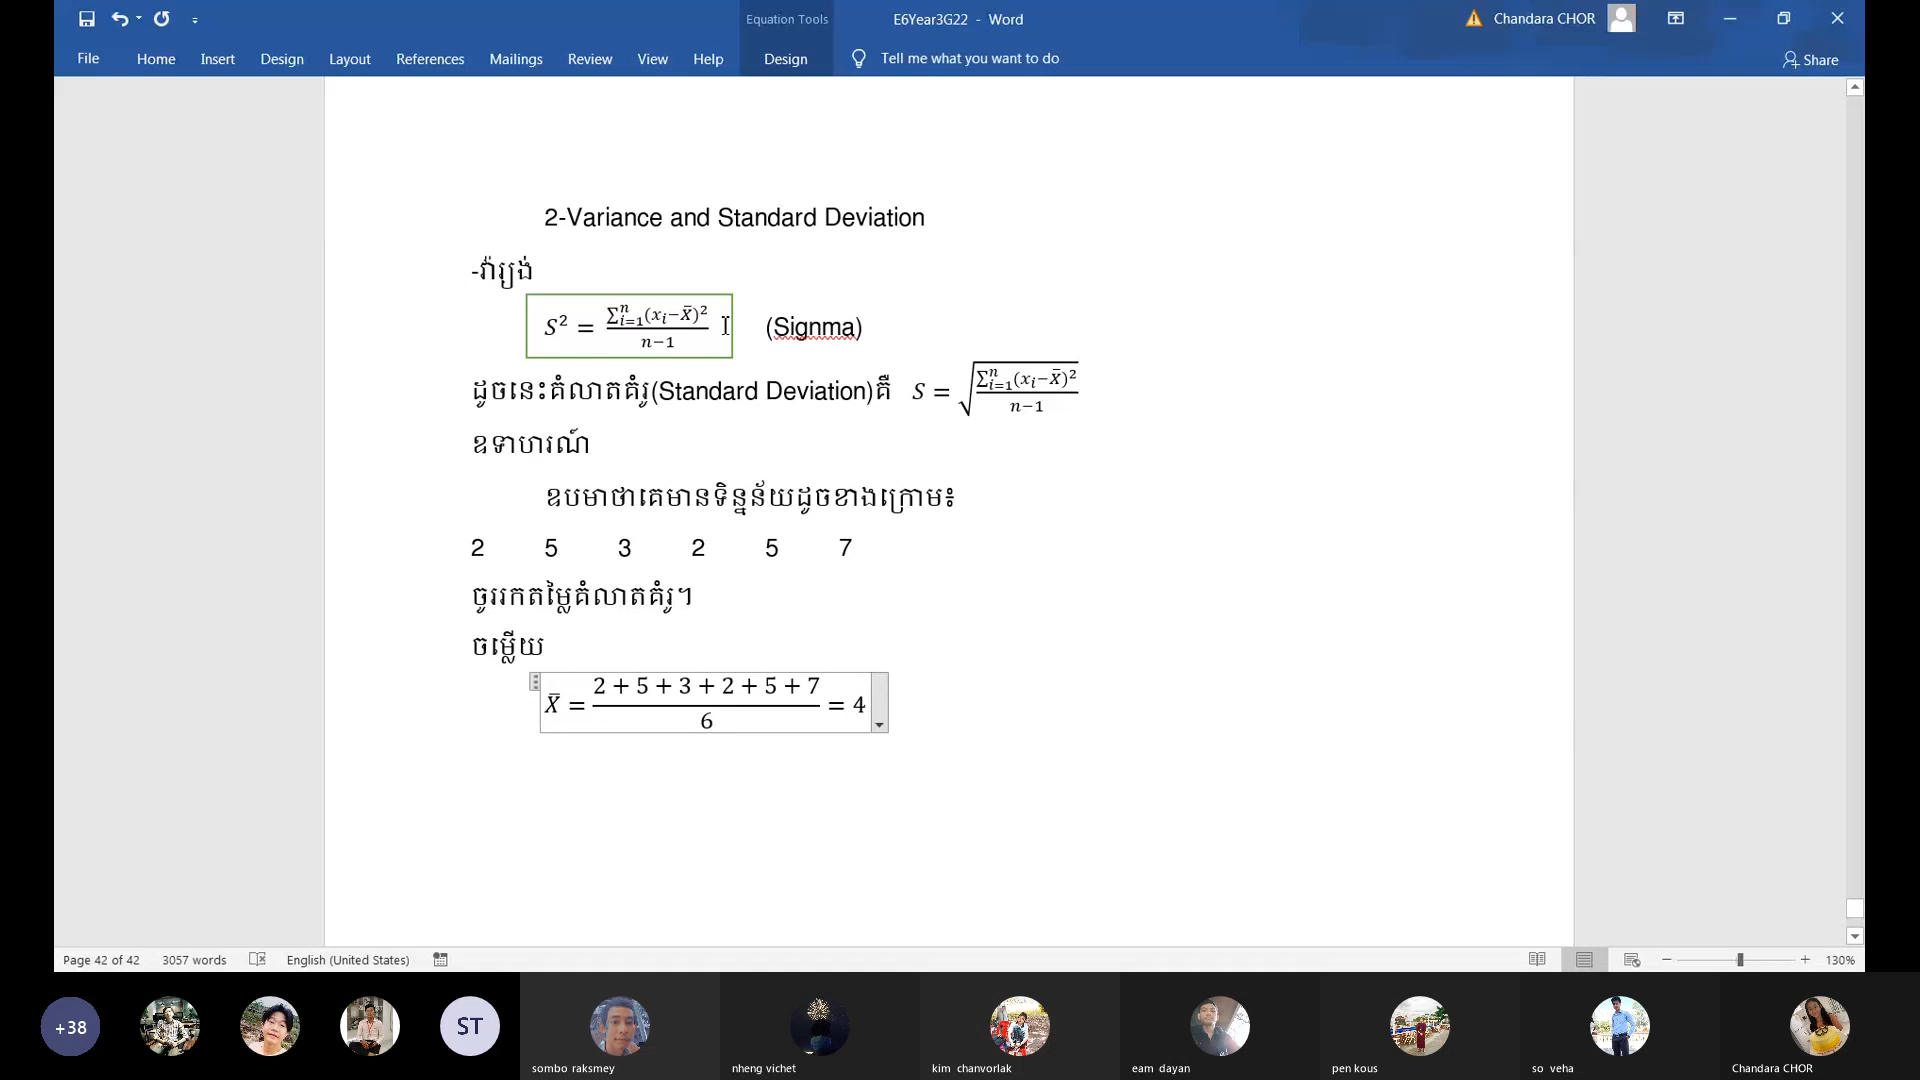 Equation Tools
E6Year3G22 - Word
Chandara CHOR
File Home Insert Design Layout References Mailings Review View Help Design Tell me what you want to do Share
2-Variance and Standard Deviation
-វ៉ារ្យង់
S² = ∑ⁿᵢ₌₁(xᵢ−X̄)² / n−1 (Signma)
ដូចនេះគំលាតគំរូ(Standard Deviation)គឺ S = √(∑ⁿᵢ₌₁(xᵢ−X̄)² / n−1)
ឧទាហរណ៍
ឧបមាថាគេមានទិន្នន័យដូចខាងក្រោម៖
2 5 3 2 5 7
ចូររកតម្លៃគំលាតគំរូ។
ចម្លើយ
X̄ = 2 + 5 + 3 + 2 + 5 + 7 / 6 = 4
Page 42 of 42 3057 words English (United States) 130%
+38 ST
sombo raksmey nheng vichet kim chanvorlak eam dayan pen kous so veha Chandara CHOR